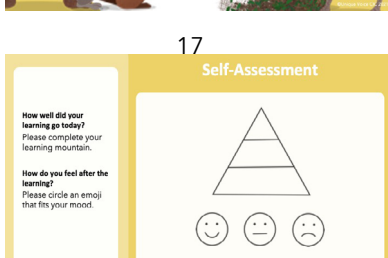 17
Self-Assessment
How well did your
learning go today?
Please complete your
learning mountain.
How do you feel after the
learning?
Please circle an emoji
that fits your mood.